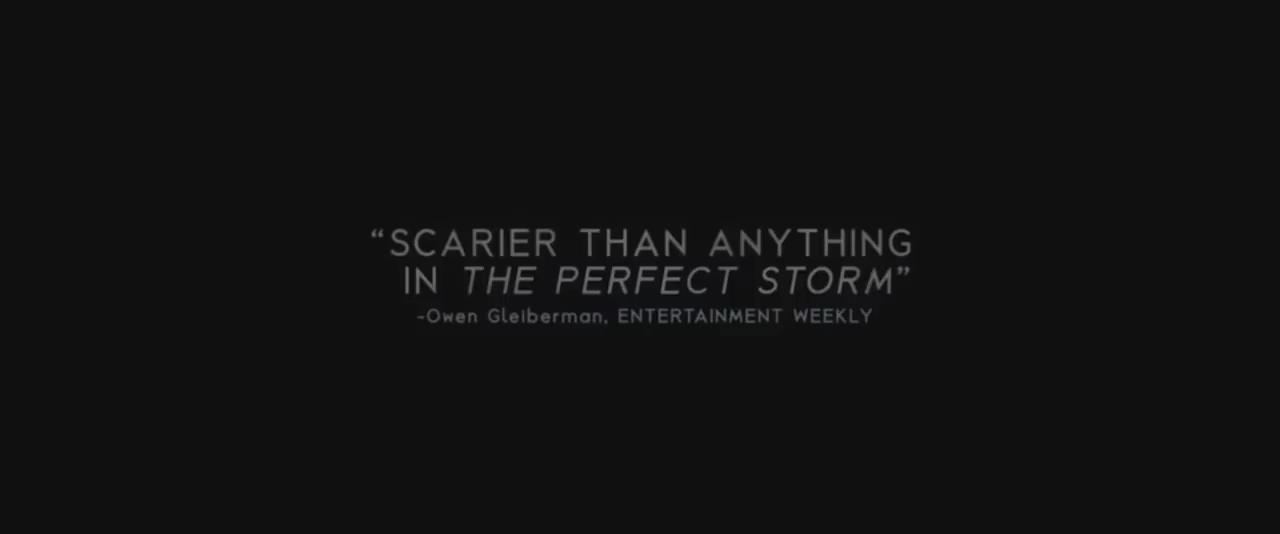 “SCARIER THAN ANYTHING
IN THE PERFECT STORM”
-Owen Gleiberman, ENTERTAINMENT WEEKLY